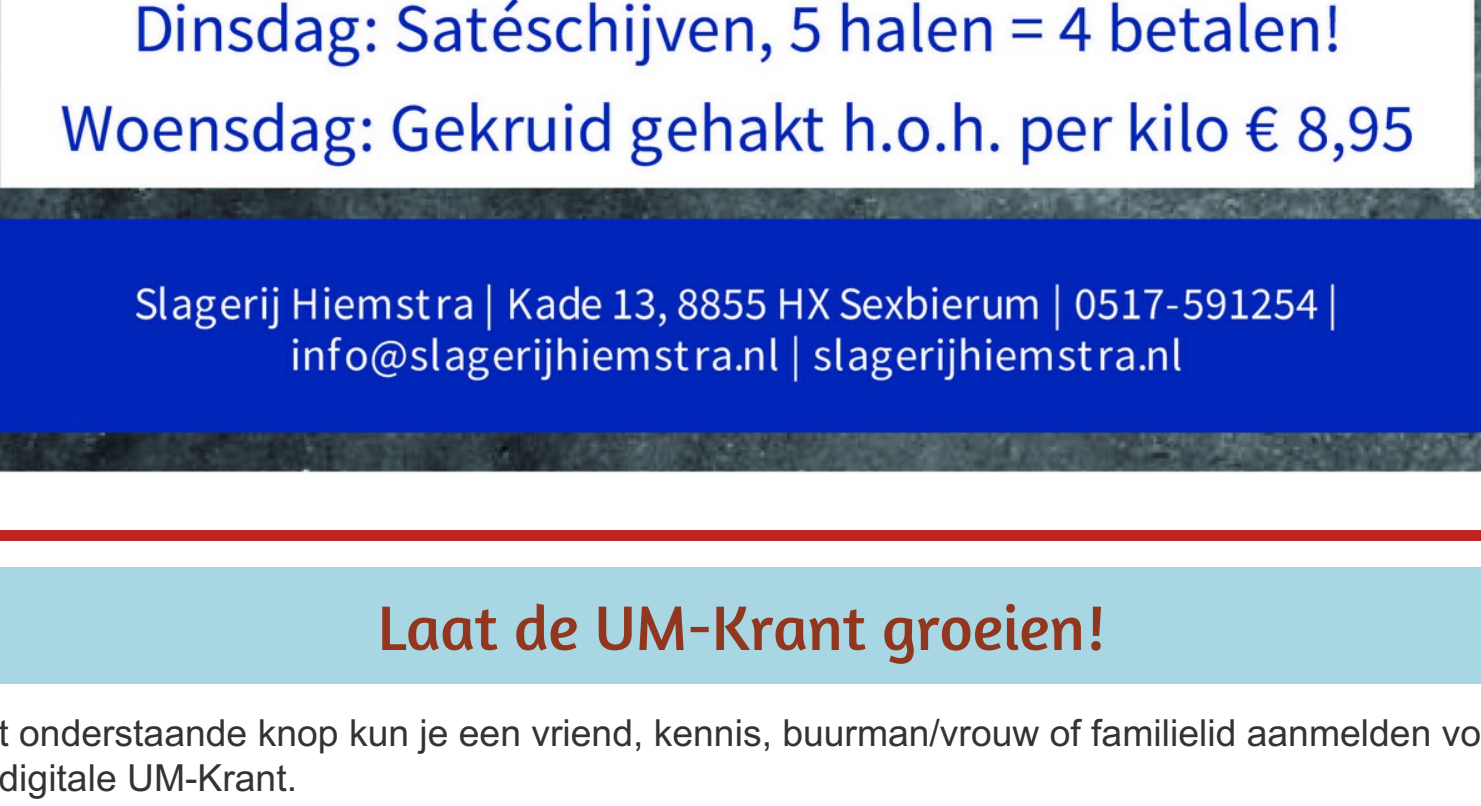 Dinsdag: Satéschijven, 5 halen = 4 betalen!
Woensdag: Gekruid gehakt h.o.h. per kilo € 8,95
Slagerij Hiemstra | Kade 13, 8855 HX Sexbierum | 0517-591254 |
info@slagerijhiemstra.nl | slagerijhiemstra.nl
Laat de UM-Krant groeien!
t onderstaande knop kun je een vriend, kennis, buurman/vrouw of familielid aanmelden vo
digitale UM-Krant.